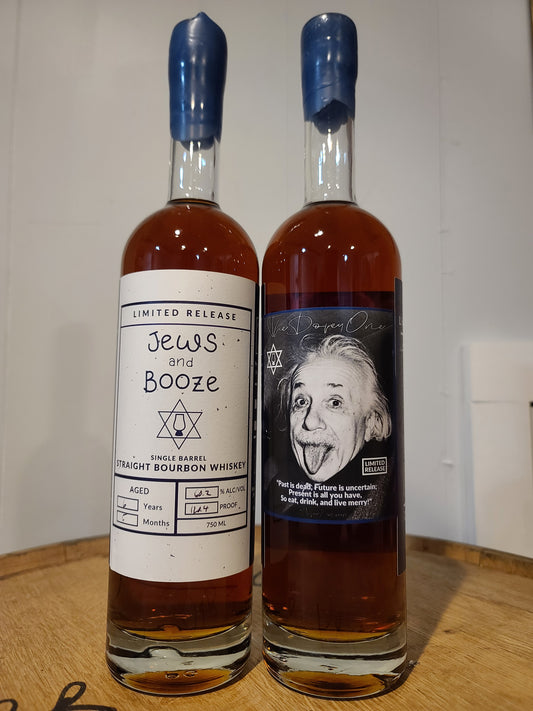 LIMITED RELEASE
Jews
and
Booze
SINGLE BARREL
STRAIGHT BOURBON WHISKEY
AGED
Years
Months
% ALC/VOL
PROOF
750 ML
The Dopey One
LIMITED
RELEASE
"Past is dead, Future is uncertain;
Present is all you have,
So eat, drink, and live merry!"